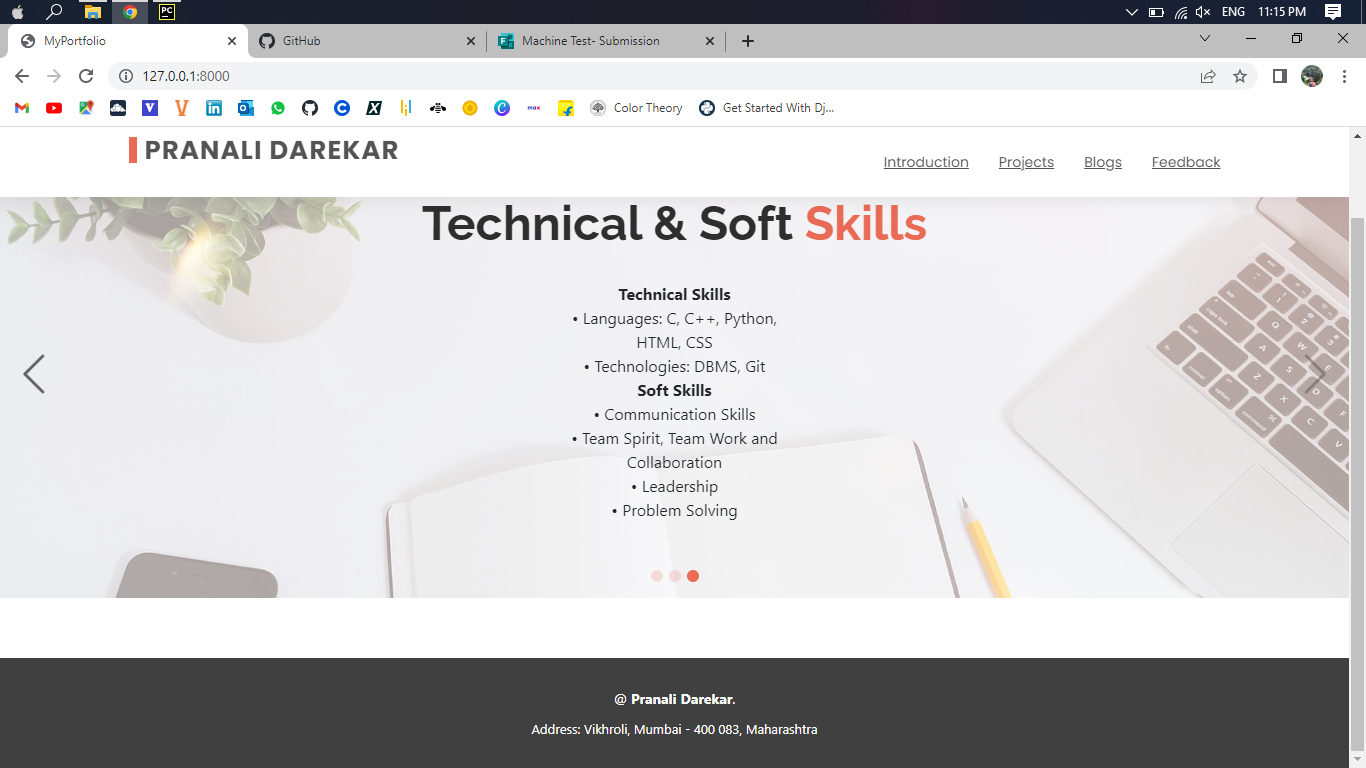 PC
ENG
11:15 PM
MyPortfolio
GitHub
Machine Test- Submission
127.0.0.1:8000
Color Theory
Get Started With Dj...
PRANALI DAREKAR
Introduction
Projects
Blogs
Feedback
Technical & Soft Skills
Technical Skills
• Languages: C, C++, Python,
HTML, CSS
• Technologies: DBMS, Git
Soft Skills
• Communication Skills
• Team Spirit, Team Work and
Collaboration
• Leadership
• Problem Solving
@ Pranali Darekar.
Address: Vikhroli, Mumbai - 400 083, Maharashtra